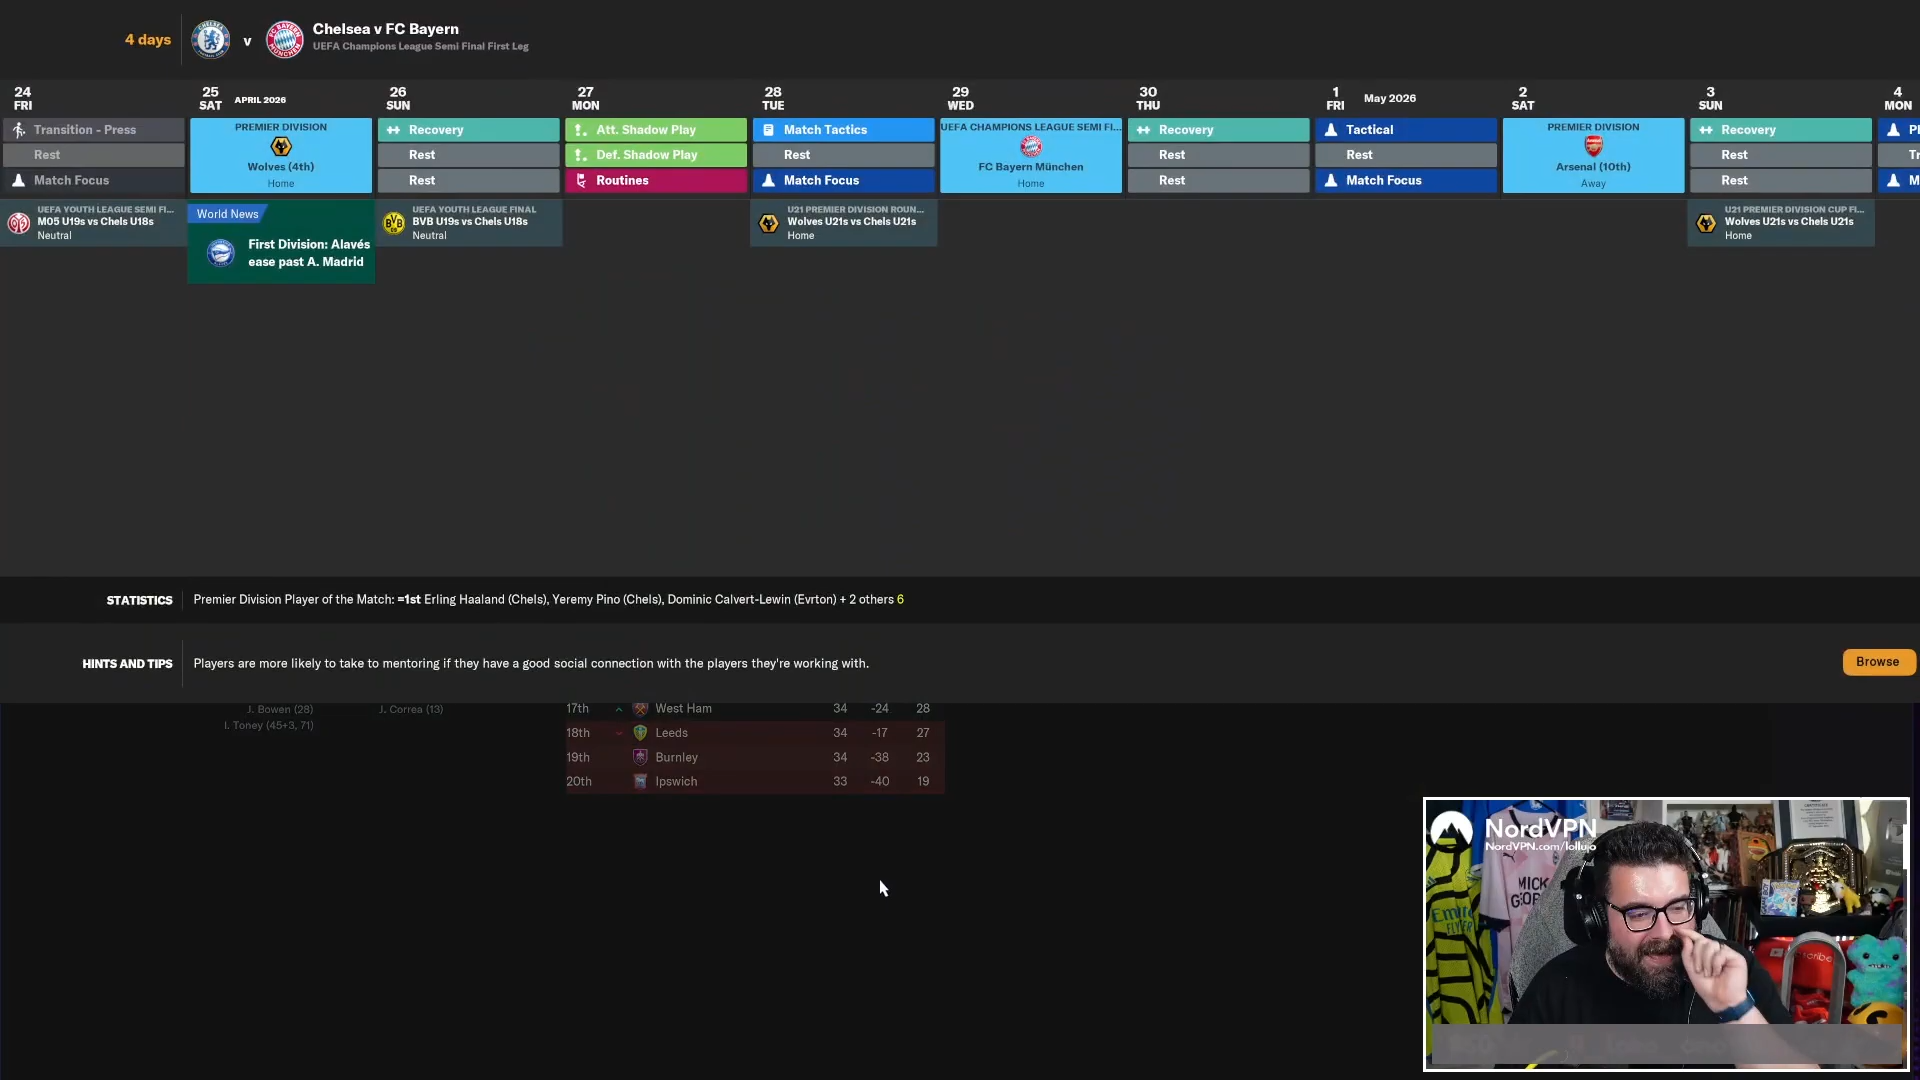 4 days
v
Chelsea v FC Bayern
UEFA Champions League Semi Final First Leg
24
FRI
25
SAT
APRIL 2026
26
SUN
27
MON
28
TUE
29
WED
30
THU
1
FRI
May 2026
2
SAT
3
SUN
4
MON
Transition - Press
Rest
Match Focus
PREMIER DIVISION
Wolves (4th)
Home
Recovery
Rest
Rest
Att. Shadow Play
Def. Shadow Play
Routines
Match Tactics
Rest
Match Focus
UEFA CHAMPIONS LEAGUE SEMI FI...
FC Bayern München
Home
Recovery
Rest
Rest
Tactical
Rest
Match Focus
PREMIER DIVISION
Arsenal (10th)
Away
Recovery
Rest
Rest
Pl
Tr
M
UEFA YOUTH LEAGUE SEMI FI...
M05 U19s vs Chels U18s
Neutral
World News
First Division: Alavés
ease past A. Madrid
UEFA YOUTH LEAGUE FINAL
BVB U19s vs Chels U18s
Neutral
U21 PREMIER DIVISION ROUN...
Wolves U21s vs Chels U21s
Home
U21 PREMIER DIVISION CUP FI...
Wolves U21s vs Chels U21s
Home
STATISTICS
Premier Division Player of the Match: =1st Erling Haaland (Chels), Yeremy Pino (Chels), Dominic Calvert-Lewin (Evrton) + 2 others 6
HINTS AND TIPS
Players are more likely to take to mentoring if they have a good social connection with the players they're working with.
Browse
J. Bowen (28)
I. Toney (45+3, 71)
J. Correa (13)
17th West Ham 34 -24 28
18th Leeds 34 -17 27
19th Burnley 34 -38 23
20th Ipswich 33 -40 19
NordVPN
NordVPN.com/lollujo
MICK